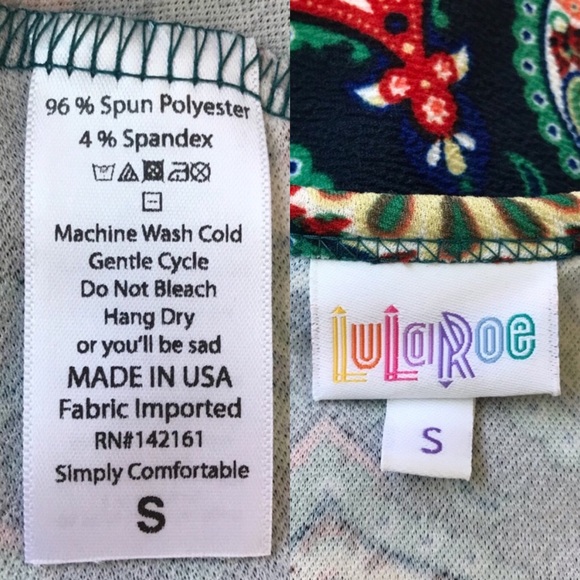 96 % Spun Polyester
4 % Spandex
Machine Wash Cold
Gentle Cycle
Do Not Bleach
Hang Dry
or you'll be sad
MADE IN USA
Fabric Imported
RN#142161
Simply Comfortable
S
LuLaRoe
S